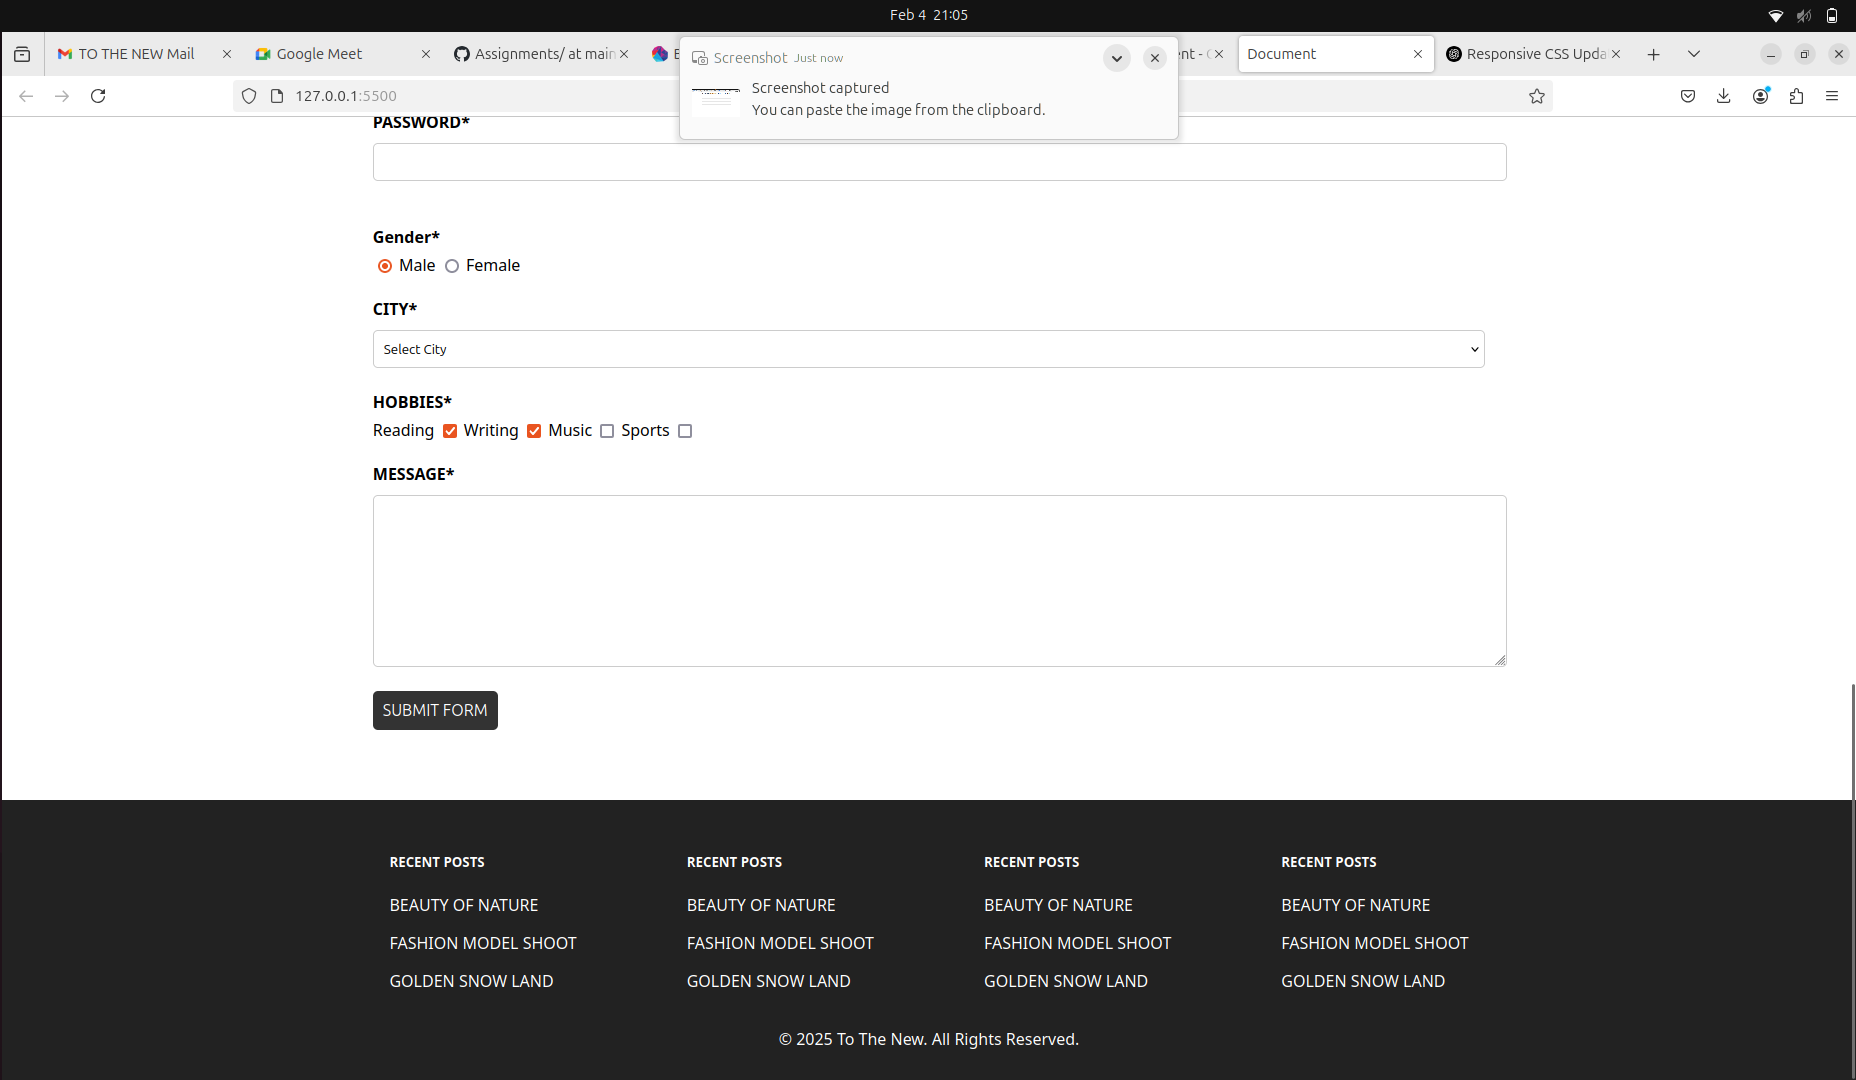 Feb 4 21:05
TO THE NEW Mail
Google Meet
Assignments/ at main
Document
Responsive CSS Upda
127.0.0.1:5500
Screenshot Just now
Screenshot captured
You can paste the image from the clipboard.
PASSWORD*
Gender*
Male Female
CITY*
Select City
HOBBIES*
Reading Writing Music Sports
MESSAGE*
SUBMIT FORM
RECENT POSTS RECENT POSTS RECENT POSTS RECENT POSTS
BEAUTY OF NATURE BEAUTY OF NATURE BEAUTY OF NATURE BEAUTY OF NATURE
FASHION MODEL SHOOT FASHION MODEL SHOOT FASHION MODEL SHOOT FASHION MODEL SHOOT
GOLDEN SNOW LAND GOLDEN SNOW LAND GOLDEN SNOW LAND GOLDEN SNOW LAND
© 2025 To The New. All Rights Reserved.